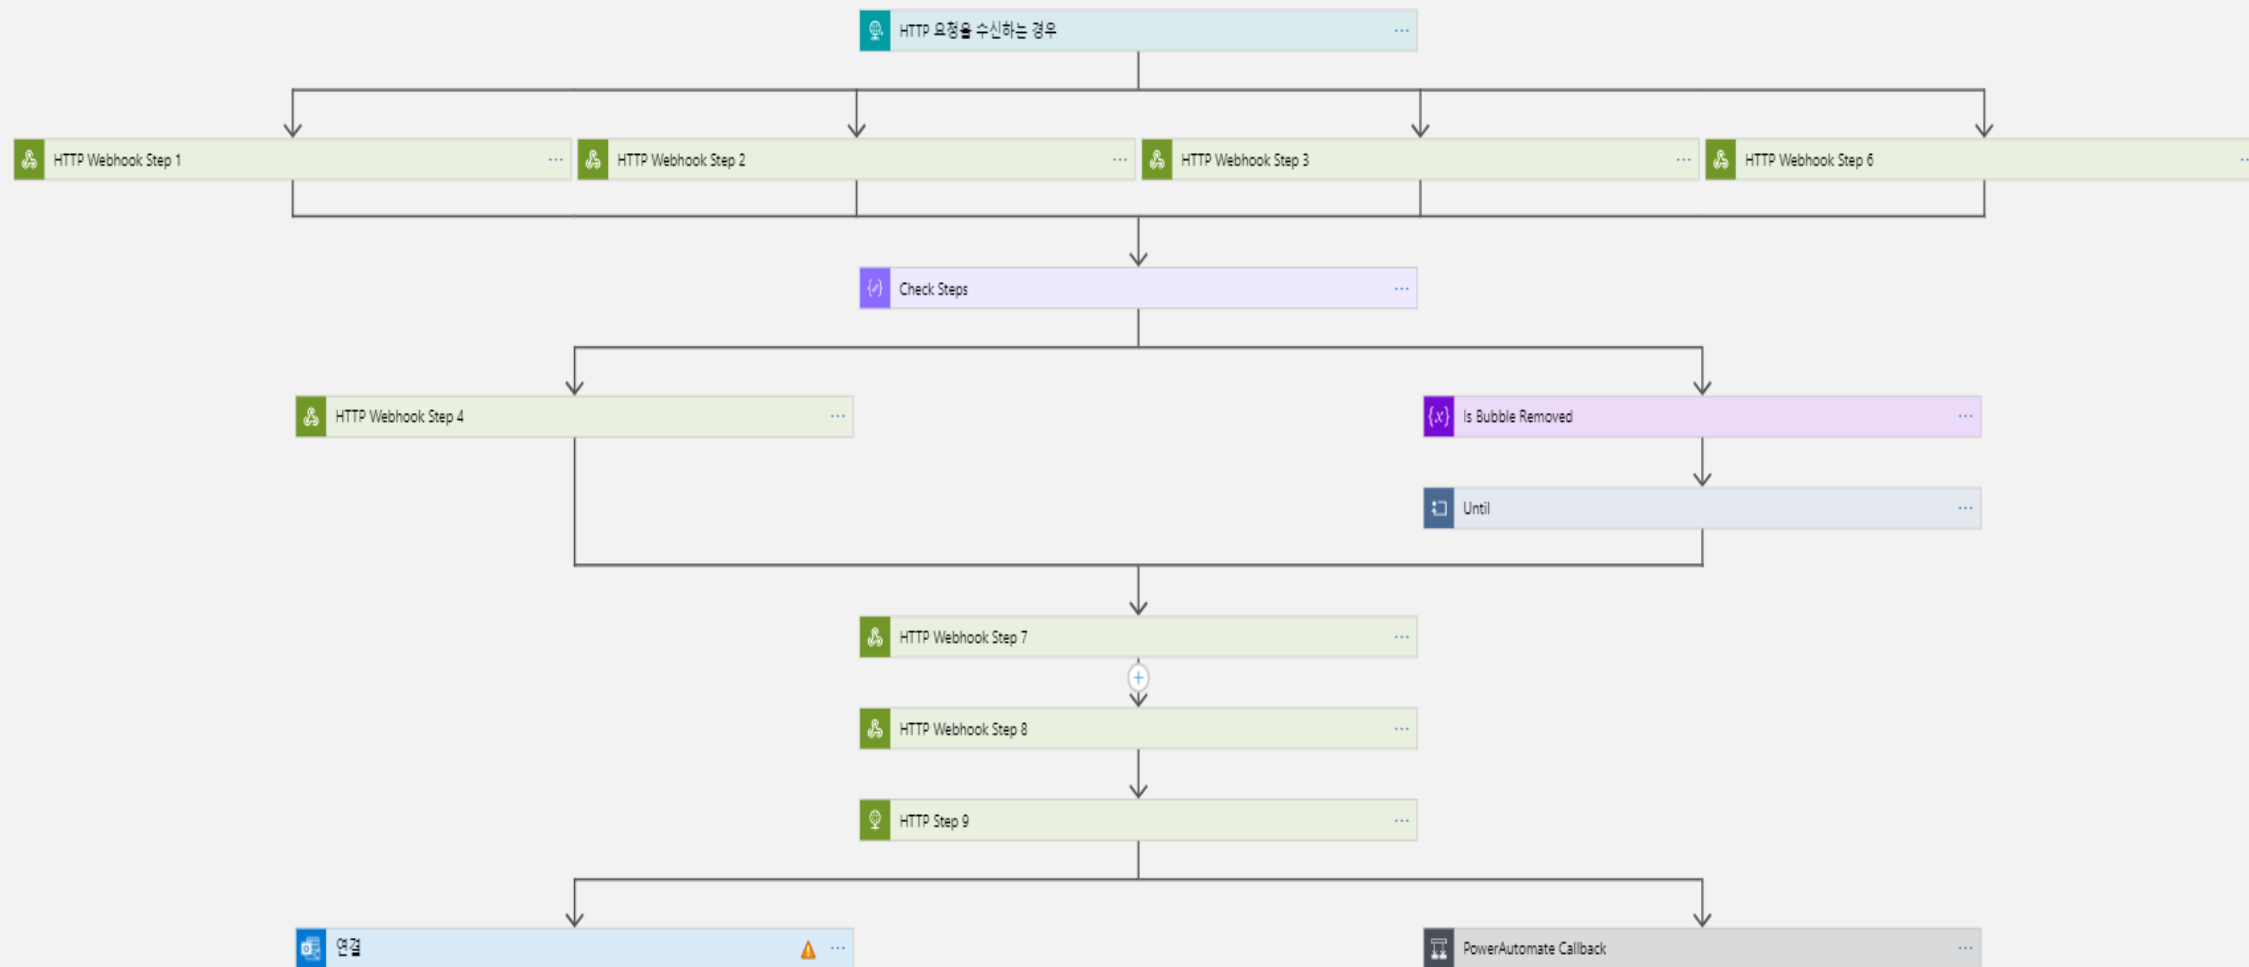 HTTP 요청을 수신하는 경우
HTTP Webhook Step 1
HTTP Webhook Step 2
HTTP Webhook Step 3
HTTP Webhook Step 6
Check Steps
HTTP Webhook Step 4
Is Bubble Removed
Until
HTTP Webhook Step 7
HTTP Webhook Step 8
HTTP Step 9
연결
PowerAutomate Callback